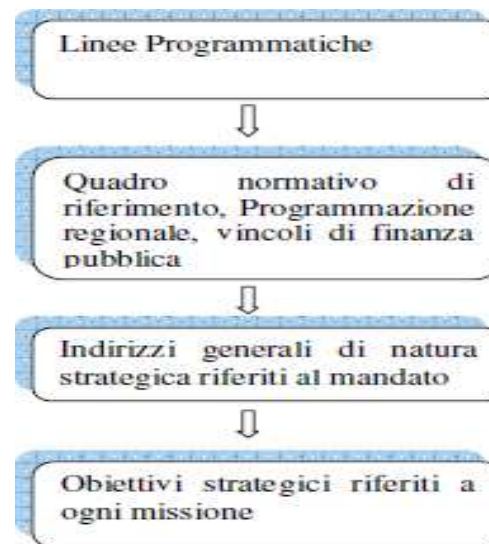 Linee Programmatiche
Quadro normativo di
riferimento, Programmazione
regionale, vincoli di finanza
pubblica
Indirizzi generali di natura
strategica riferiti al mandato
Obiettivi strategici riferiti a
ogni missione